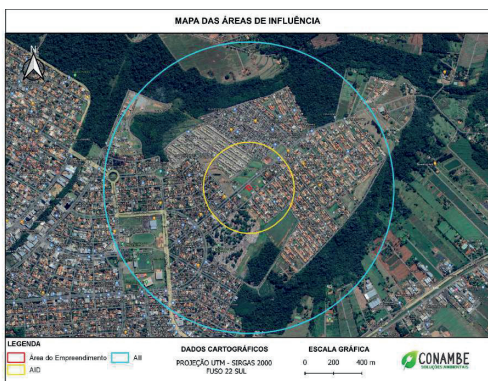 MAPA DAS ÁREAS DE INFLUÊNCIA
N
LEGENDA
Área do Empreendimento
AII
AID
DADOS CARTOGRÁFICOS
PROJEÇÃO UTM - SIRGAS 2000
FUSO 22 SUL
ESCALA GRÁFICA
0 200 400 m
CONAMBE
SOLUÇÕES AMBIENTAIS